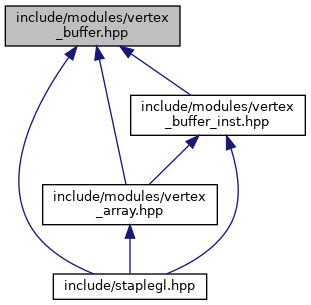 include/modules/vertex
_buffer.hpp
include/modules/vertex
_buffer_inst.hpp
include/modules/vertex
_array.hpp
include/staplegl.hpp